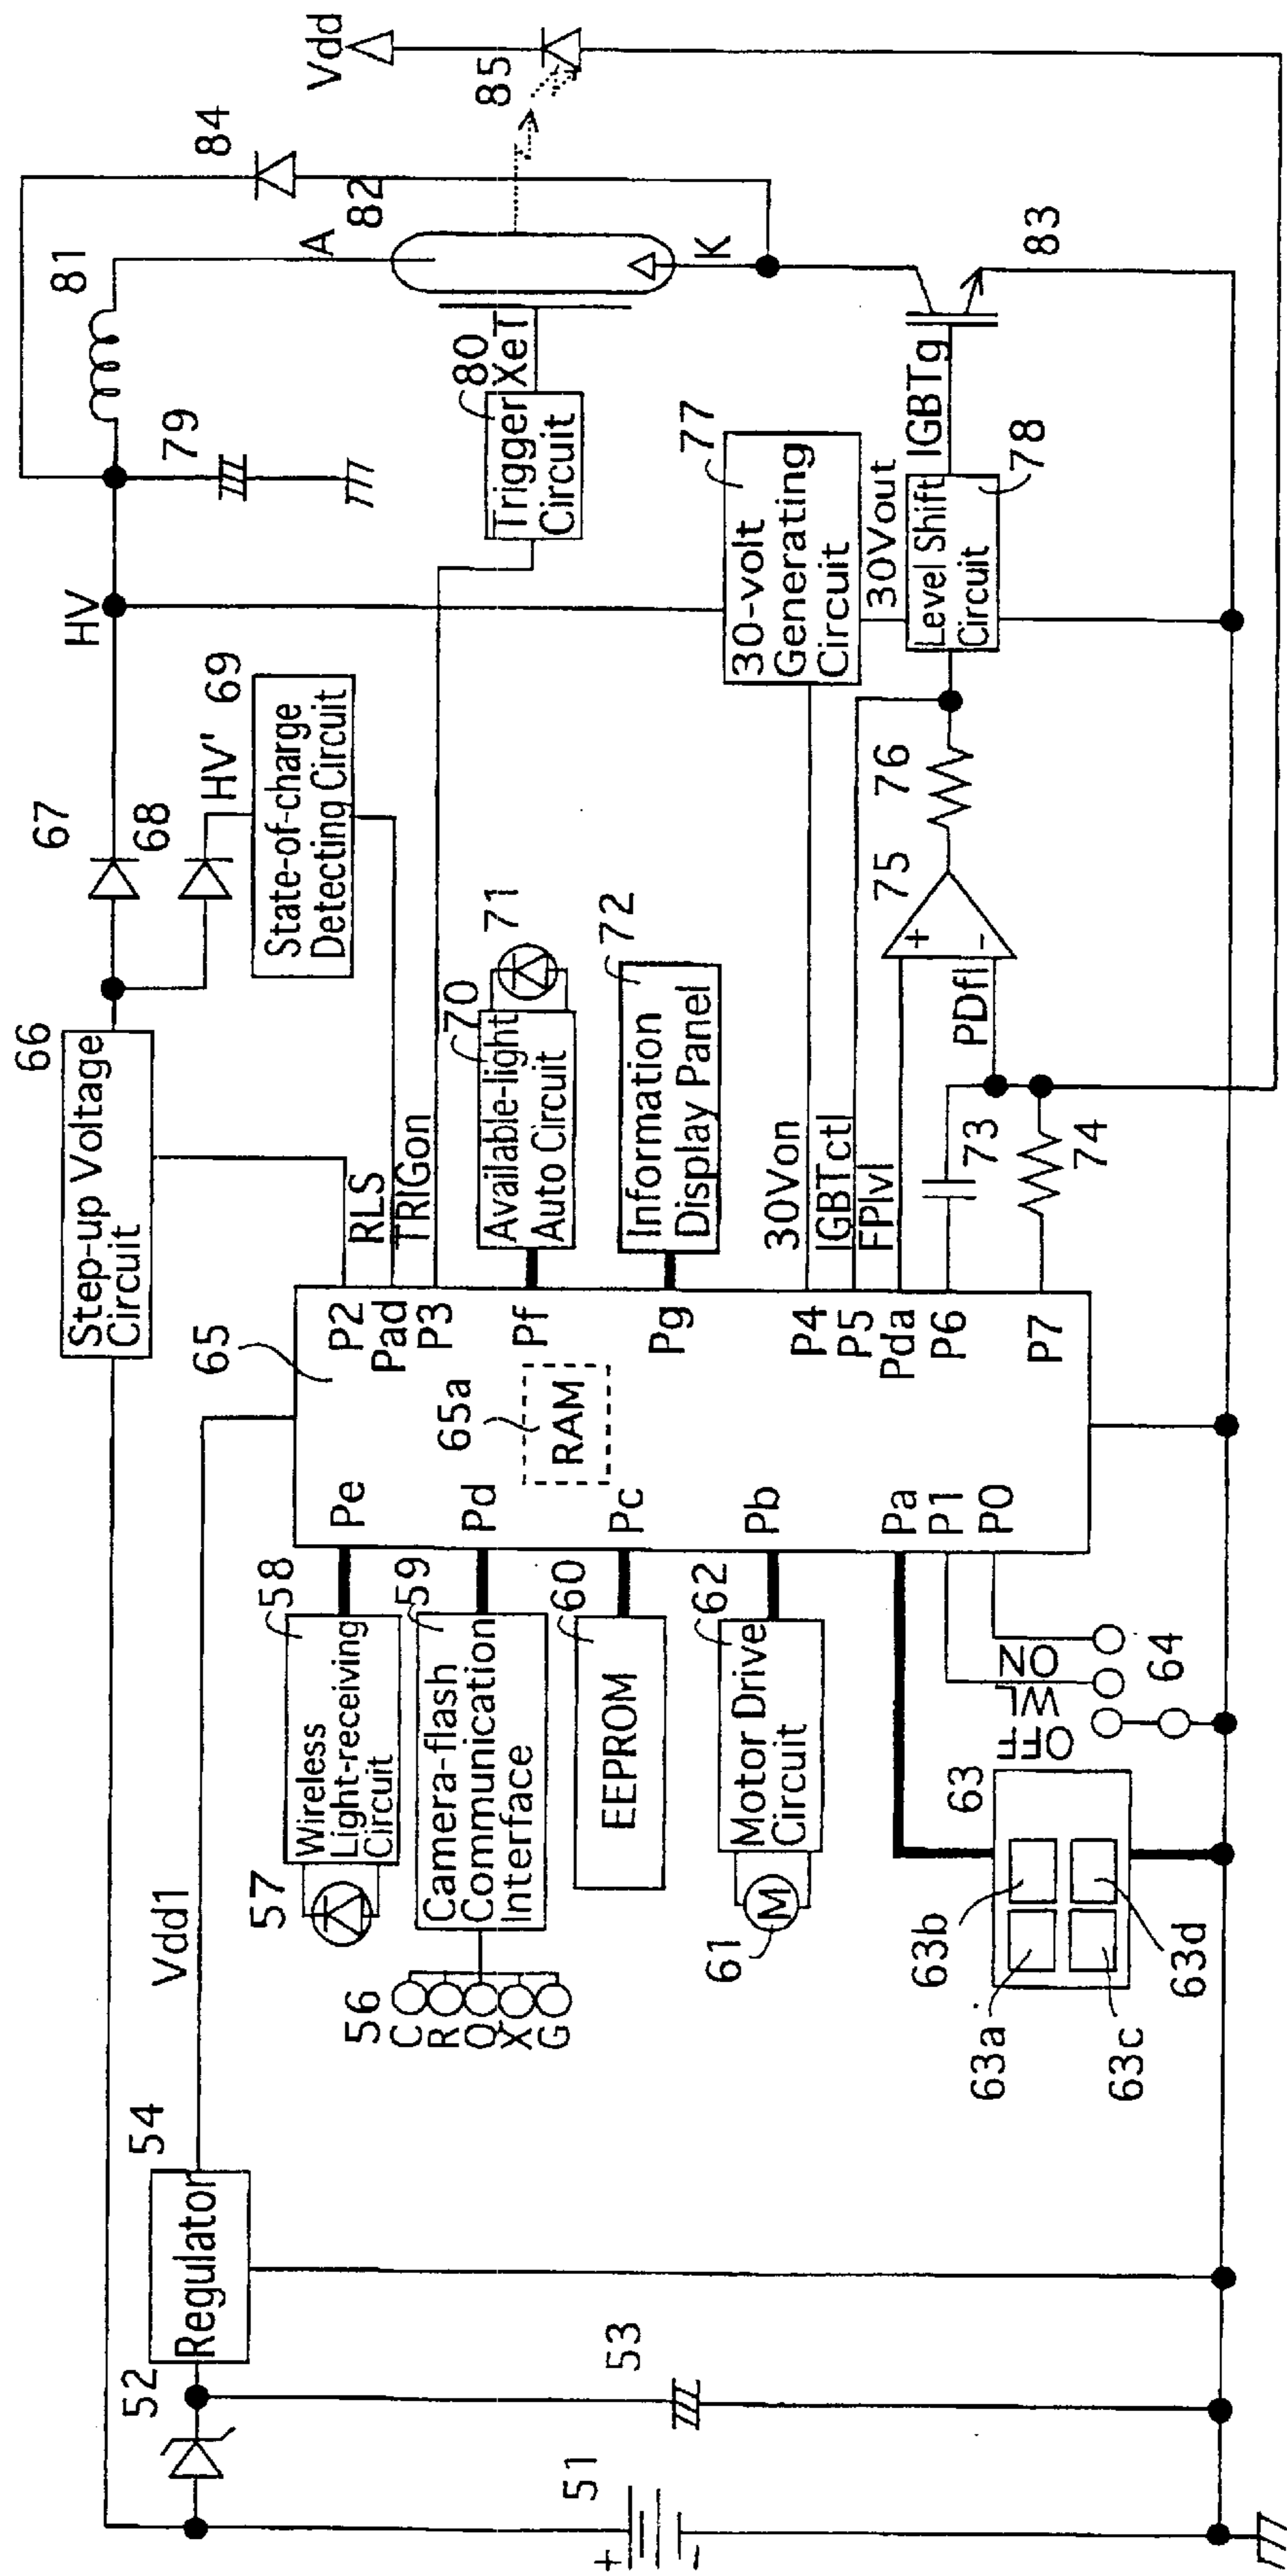 51
+
-
52
53
Regulator
54
Vdd1
56
C
R
Q
X
G
57
Wireless
Light-receiving
Circuit
58
Camera-flash
Communication
Interface
59
EEPROM
60
61
M
Motor Drive
Circuit
62
63
63a
63b
63c
63d
OFF
WL
ON
64
65
65a
RAM
Pe
Pd
Pc
Pb
Pa
P1
P0
P2
Pad
P3
Pf
Pg
P4
P5
Pda
P6
P7
Step-up Voltage
Circuit
66
67
68
HV'
69
State-of-charge
Detecting Circuit
RLS
TRIGon
Available-light
Auto Circuit
70
71
Information
Display Panel
72
30Von
IGBTctl
FPlvl
73
74
PDfl
75
+
-
76
30-volt
Generating
Circuit
77
30Vout
Level Shift
Circuit
78
IGBTg
HV
79
Trigger
Circuit
80
XeT
81
A
82
K
83
84
85
Vdd